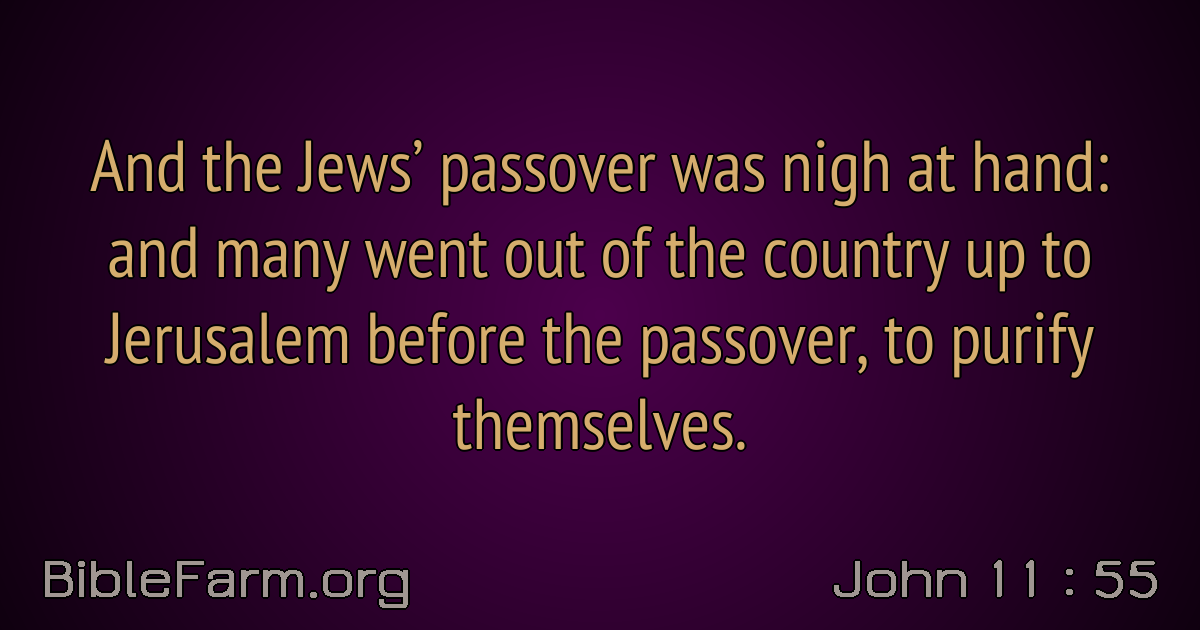 And the Jews’ passover was nigh at hand:
and many went out of the country up to
Jerusalem before the passover, to purify
themselves.
BibleFarm.org
John 11 : 55